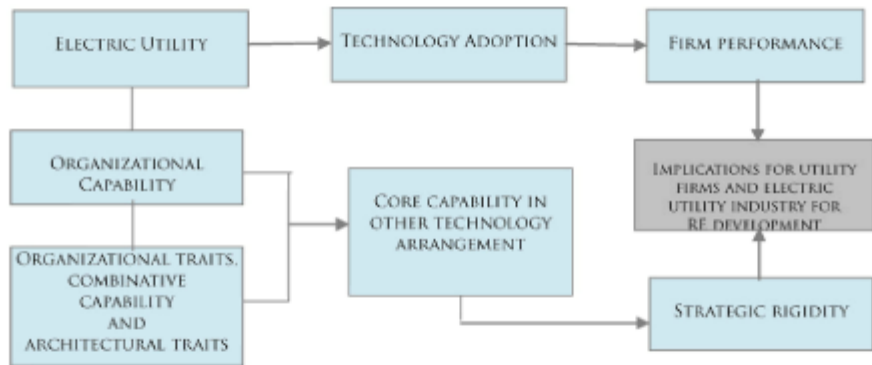 ELECTRIC UTILITY
TECHNOLOGY ADOPTION
FIRM PERFORMANCE
ORGANIZATIONAL
CAPABILITY
CORE CAPABILITY IN
OTHER TECHNOLOGY
ARRANGEMENT
IMPLICATIONS FOR UTILITY
FIRMS AND ELECTRIC
UTILITY INDUSTRY FOR
RE DEVELOPMENT
ORGANIZATIONAL TRAITS,
COMBINATIVE
CAPABILITY
AND
ARCHITECTURAL TRAITS
STRATEGIC RIGIDITY